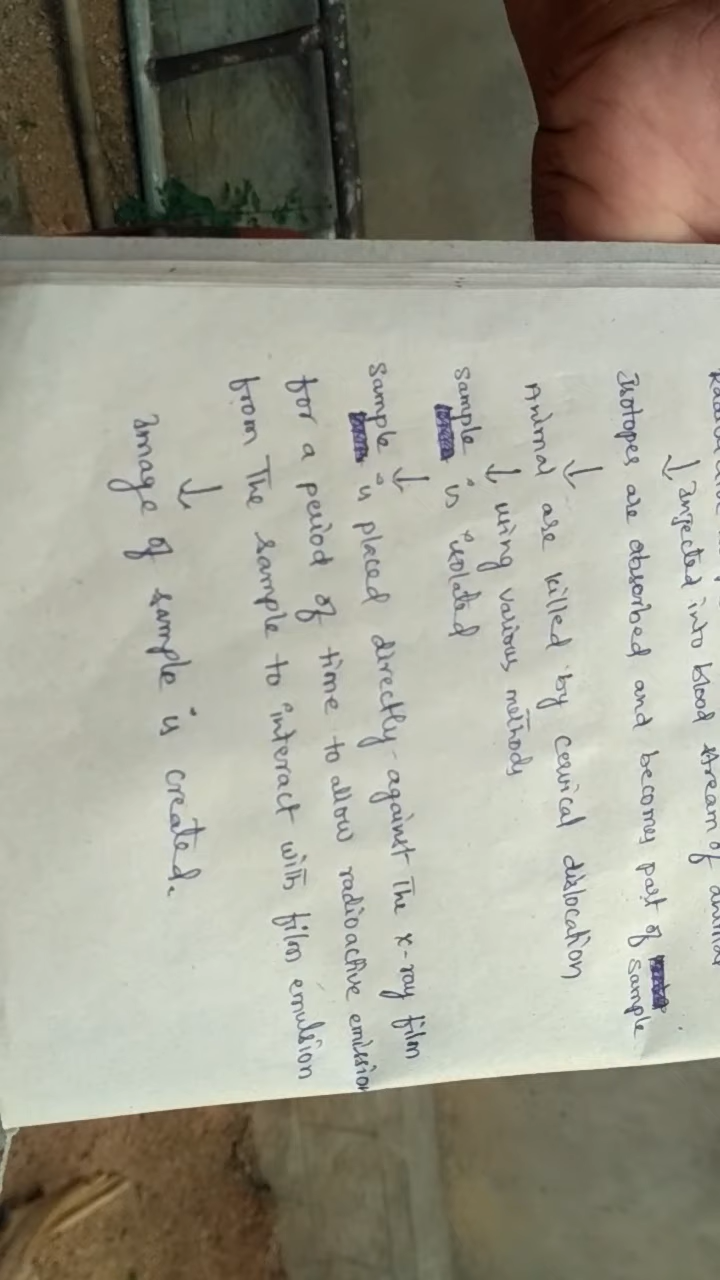 ↓ Injected into blood stream of animal
Isotopes are absorbed and becomes part of sample.
↓
Animal are killed by cervical dislocation
↓ using various methods
sample is isolated
↓
sample is placed directly against the x-ray film
for a period of time to allow radioactive emission
from the sample to interact with film emulsion
↓
Image of sample is created.